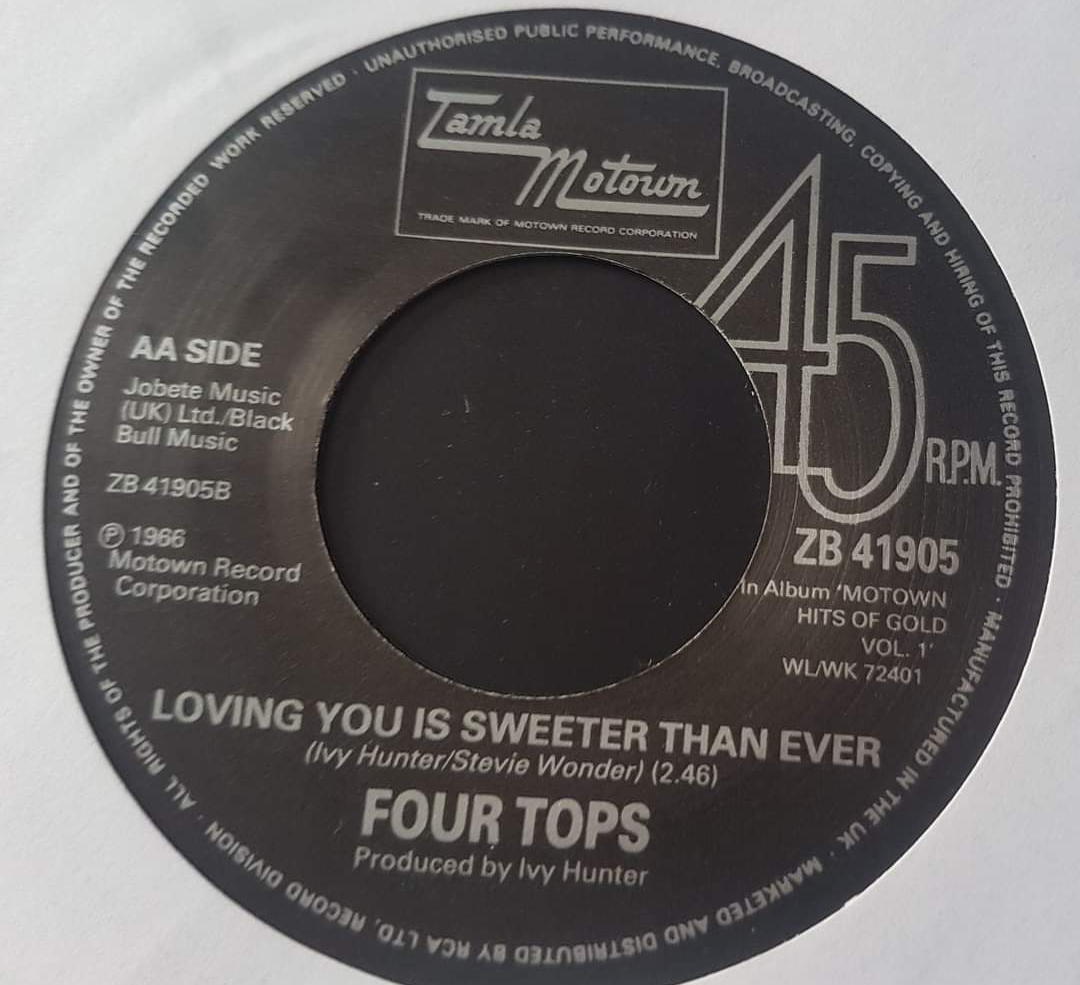 ALL RIGHTS OF THE PRODUCER AND OF THE OWNER OF THE RECORDED WORK RESERVED · UNAUTHORISED PUBLIC PERFORMANCE, BROADCASTING, COPYING AND HIRING OF THIS RECORD PROHIBITED · MANUFACTURED IN THE UK · MARKETED AND DISTRIBUTED BY RCA LTD, RECORD DIVISION ·
Tamla
Motown
TRADE MARK OF MOTOWN RECORD CORPORATION
45
R.P.M.
AA SIDE
Jobete Music
(UK) Ltd./Black
Bull Music
ZB 41905B
Ⓟ 1966
Motown Record
Corporation
ZB 41905
In Album 'MOTOWN
HITS OF GOLD
VOL. 1'
WL/WK 72401
LOVING YOU IS SWEETER THAN EVER
(Ivy Hunter/Stevie Wonder) (2.46)
FOUR TOPS
Produced by Ivy Hunter